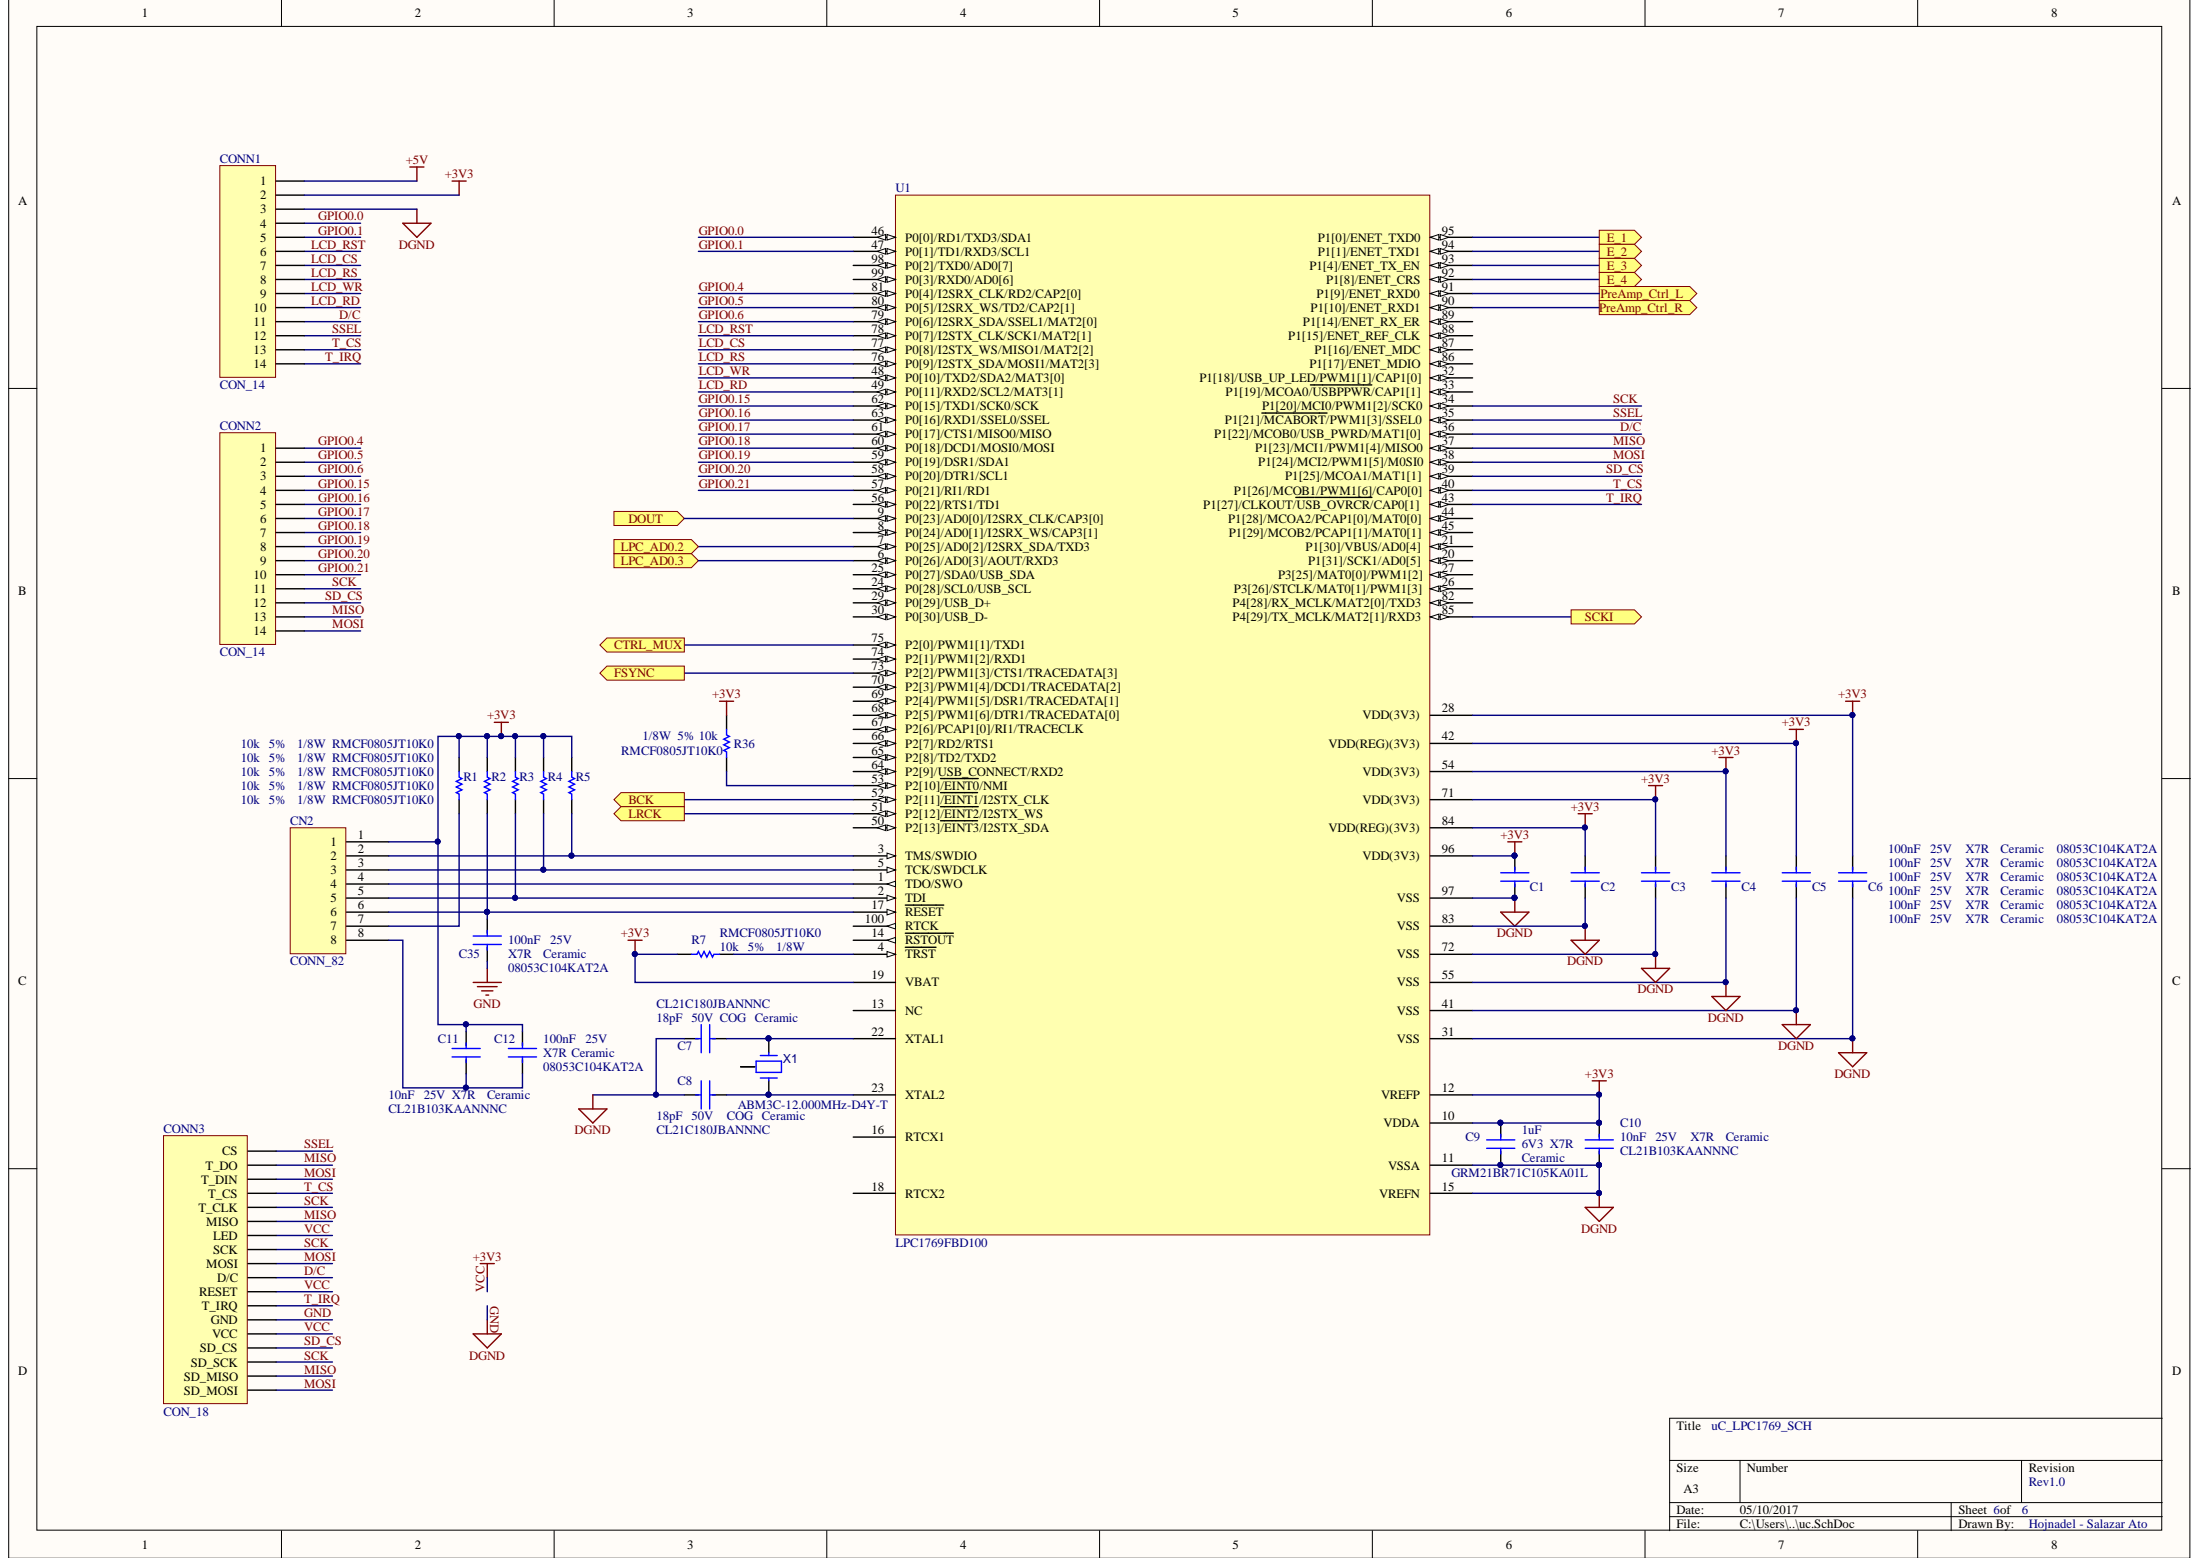 1 2 3 4 5 6 7 8
A
B
C
D
A
B
C
D
CONN1
1
2
3
4
5
6
7
8
9
10
11
12
13
14
CON_14
+5V
+3V3
DGND
GPIO0.0
GPIO0.1
LCD_RST
LCD_CS
LCD_RS
LCD_WR
LCD_RD
D/C
SSEL
T_CS
T_IRQ
CONN2
1
2
3
4
5
6
7
8
9
10
11
12
13
14
CON_14
GPIO0.4
GPIO0.5
GPIO0.6
GPIO0.15
GPIO0.16
GPIO0.17
GPIO0.18
GPIO0.19
GPIO0.20
GPIO0.21
SCK
SD_CS
MISO
MOSI
+3V3
10k 5% 1/8W RMCF0805JT10K0
10k 5% 1/8W RMCF0805JT10K0
10k 5% 1/8W RMCF0805JT10K0
10k 5% 1/8W RMCF0805JT10K0
10k 5% 1/8W RMCF0805JT10K0
R1 R2 R3 R4 R5
CN2
1 1
2 2
3 3
4 4
5 5
6 6
7 7
8 8
CONN_82
C35
100nF 25V
X7R Ceramic
08053C104KAT2A
GND
C11 C12
100nF 25V
X7R Ceramic
08053C104KAT2A
10nF 25V X7R Ceramic
CL21B103KAANNNC
CONN3
CS SSEL
T_DO MISO
T_DIN MOSI
T_CS T_CS
T_CLK SCK
MISO MISO
LED VCC
SCK SCK
MOSI MOSI
D/C D/C
RESET VCC
T_IRQ T_IRQ
GND GND
VCC VCC
SD_CS SD_CS
SD_SCK SCK
SD_MISO MISO
SD_MOSI MOSI
CON_18
+3V3
VCC
GND
DGND
U1
GPIO0.0 46 P0[0]/RD1/TXD3/SDA1
GPIO0.1 47 P0[1]/TD1/RXD3/SCL1
98 P0[2]/TXD0/AD0[7]
99 P0[3]/RXD0/AD0[6]
GPIO0.4 81 P0[4]/I2SRX_CLK/RD2/CAP2[0]
GPIO0.5 80 P0[5]/I2SRX_WS/TD2/CAP2[1]
GPIO0.6 79 P0[6]/I2SRX_SDA/SSEL1/MAT2[0]
LCD_RST 78 P0[7]/I2STX_CLK/SCK1/MAT2[1]
LCD_CS 77 P0[8]/I2STX_WS/MISO1/MAT2[2]
LCD_RS 76 P0[9]/I2STX_SDA/MOSI1/MAT2[3]
LCD_WR 48 P0[10]/TXD2/SDA2/MAT3[0]
LCD_RD 49 P0[11]/RXD2/SCL2/MAT3[1]
GPIO0.15 62 P0[15]/TXD1/SCK0/SCK
GPIO0.16 63 P0[16]/RXD1/SSEL0/SSEL
GPIO0.17 61 P0[17]/CTS1/MISO0/MISO
GPIO0.18 60 P0[18]/DCD1/MOSI0/MOSI
GPIO0.19 59 P0[19]/DSR1/SDA1
GPIO0.20 58 P0[20]/DTR1/SCL1
GPIO0.21 57 P0[21]/RI1/RD1
56 P0[22]/RTS1/TD1
DOUT 9 P0[23]/AD0[0]/I2SRX_CLK/CAP3[0]
8 P0[24]/AD0[1]/I2SRX_WS/CAP3[1]
LPC_AD0.2 7 P0[25]/AD0[2]/I2SRX_SDA/TXD3
LPC_AD0.3 6 P0[26]/AD0[3]/AOUT/RXD3
25 P0[27]/SDA0/USB_SDA
24 P0[28]/SCL0/USB_SCL
29 P0[29]/USB_D+
30 P0[30]/USB_D-
CTRL_MUX 75 P2[0]/PWM1[1]/TXD1
74 P2[1]/PWM1[2]/RXD1
FSYNC 73 P2[2]/PWM1[3]/CTS1/TRACEDATA[3]
70 P2[3]/PWM1[4]/DCD1/TRACEDATA[2]
69 P2[4]/PWM1[5]/DSR1/TRACEDATA[1]
68 P2[5]/PWM1[6]/DTR1/TRACEDATA[0]
67 P2[6]/PCAP1[0]/RI1/TRACECLK
66 P2[7]/RD2/RTS1
65 P2[8]/TD2/TXD2
64 P2[9]/USB_CONNECT/RXD2
53 P2[10]/EINT0/NMI
BCK 52 P2[11]/EINT1/I2STX_CLK
LRCK 51 P2[12]/EINT2/I2STX_WS
50 P2[13]/EINT3/I2STX_SDA
+3V3
1/8W 5% 10k
RMCF0805JT10K0
R36
3 TMS/SWDIO
5 TCK/SWDCLK
1 TDO/SWO
2 TDI
17 RESET
100 RTCK
14 RSTOUT
4 TRST
19 VBAT
13 NC
22 XTAL1
23 XTAL2
16 RTCX1
18 RTCX2
+3V3
R7
RMCF0805JT10K0
10k 5% 1/8W
CL21C180JBANNNC
18pF 50V COG Ceramic
C7
X1
C8
ABM3C-12.000MHz-D4Y-T
18pF 50V COG Ceramic
CL21C180JBANNNC
DGND
LPC1769FBD100
P1[0]/ENET_TXD0 95 E_1
P1[1]/ENET_TXD1 94 E_2
P1[4]/ENET_TX_EN 93 E_3
P1[8]/ENET_CRS 92 E_4
P1[9]/ENET_RXD0 91 PreAmp_Ctrl_L
P1[10]/ENET_RXD1 90 PreAmp_Ctrl_R
P1[14]/ENET_RX_ER 89
P1[15]/ENET_REF_CLK 88
P1[16]/ENET_MDC 87
P1[17]/ENET_MDIO 86
P1[18]/USB_UP_LED/PWM1[1]/CAP1[0] 32
P1[19]/MCOA0/USBPPWR/CAP1[1] 33
P1[20]/MCI0/PWM1[2]/SCK0 34 SCK
P1[21]/MCABORT/PWM1[3]/SSEL0 35 SSEL
P1[22]/MCOB0/USB_PWRD/MAT1[0] 36 D/C
P1[23]/MCI1/PWM1[4]/MISO0 37 MISO
P1[24]/MCI2/PWM1[5]/M0SI0 38 MOSI
P1[25]/MCOA1/MAT1[1] 39 SD_CS
P1[26]/MCOB1/PWM1[6]/CAP0[0] 40 T_CS
P1[27]/CLKOUT/USB_OVRCR/CAP0[1] 43 T_IRQ
P1[28]/MCOA2/PCAP1[0]/MAT0[0] 44
P1[29]/MCOB2/PCAP1[1]/MAT0[1] 45
P1[30]/VBUS/AD0[4] 21
P1[31]/SCK1/AD0[5] 20
P3[25]/MAT0[0]/PWM1[2] 27
P3[26]/STCLK/MAT0[1]/PWM1[3] 26
P4[28]/RX_MCLK/MAT2[0]/TXD3 82
P4[29]/TX_MCLK/MAT2[1]/RXD3 85 SCKI
VDD(3V3) 28 +3V3
VDD(REG)(3V3) 42 +3V3
VDD(3V3) 54 +3V3
VDD(3V3) 71 +3V3
VDD(REG)(3V3) 84 +3V3
VDD(3V3) 96 +3V3
C1 C2 C3 C4 C5 C6
100nF 25V X7R Ceramic 08053C104KAT2A
100nF 25V X7R Ceramic 08053C104KAT2A
100nF 25V X7R Ceramic 08053C104KAT2A
100nF 25V X7R Ceramic 08053C104KAT2A
100nF 25V X7R Ceramic 08053C104KAT2A
100nF 25V X7R Ceramic 08053C104KAT2A
VSS 97 DGND
VSS 83 DGND
VSS 72 DGND
VSS 55 DGND
VSS 41 DGND
VSS 31 DGND
+3V3
VREFP 12
VDDA 10
VSSA 11
VREFN 15
C9
1uF
6V3 X7R
Ceramic
GRM21BR71C105KA01L
C10
10nF 25V X7R Ceramic
CL21B103KAANNNC
DGND
Title uC_LPC1769_SCH
Size Number Revision
A3 Rev1.0
Date: 05/10/2017 Sheet 6of 6
File: C:\Users\..\uc.SchDoc Drawn By: Hojnadel - Salazar Ato
1 2 3 4 5 6 7 8